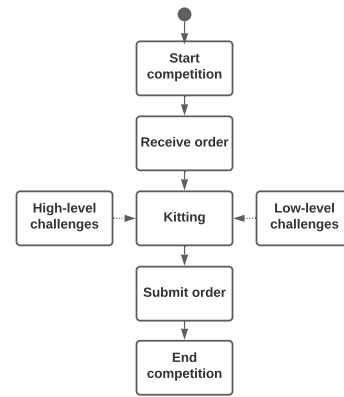 Start
competition
Receive order
High-level
challenges
Kitting
Low-level
challenges
Submit order
End
competition